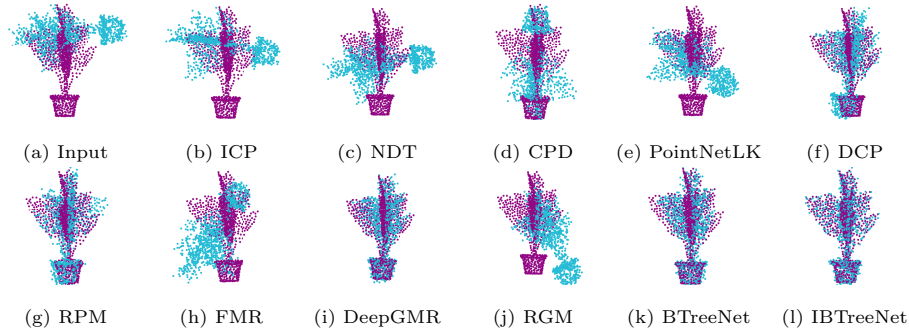 (a) Input (b) ICP (c) NDT (d) CPD (e) PointNetLK (f) DCP
(g) RPM (h) FMR (i) DeepGMR (j) RGM (k) BTreeNet (l) IBTreeNet